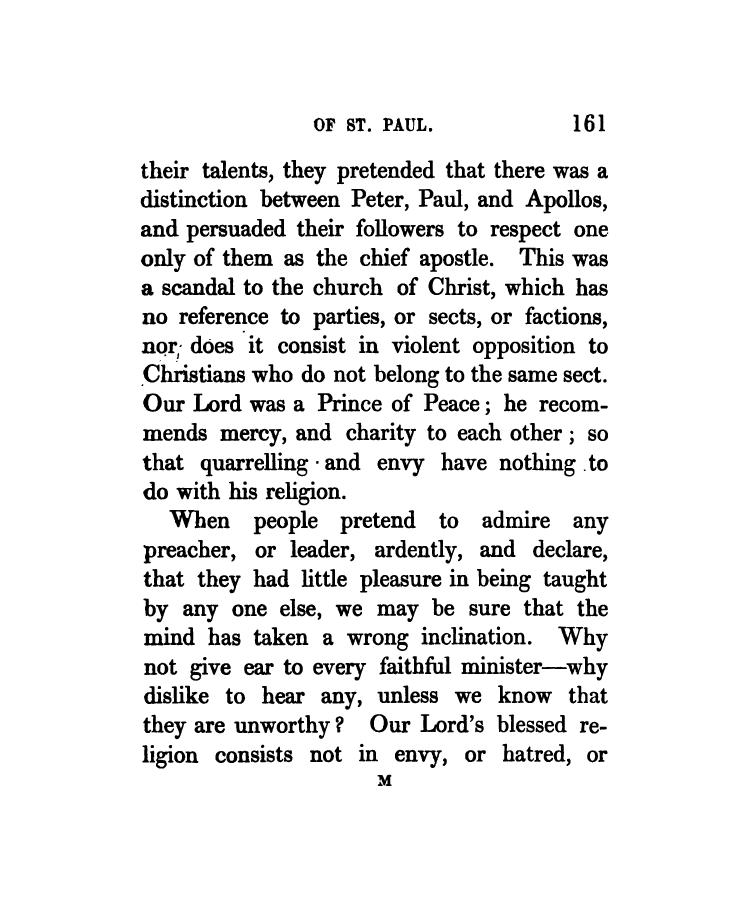 OF ST. PAUL. 161
their talents, they pretended that there was a
distinction between Peter, Paul, and Apollos,
and persuaded their followers to respect one
only of them as the chief apostle. This was
a scandal to the church of Christ, which has
no reference to parties, or sects, or factions,
nor, does it consist in violent opposition to
Christians who do not belong to the same sect.
Our Lord was a Prince of Peace; he recom-
mends mercy, and charity to each other; so
that quarrelling and envy have nothing to
do with his religion.
When people pretend to admire any
preacher, or leader, ardently, and declare,
that they had little pleasure in being taught
by any one else, we may be sure that the
mind has taken a wrong inclination. Why
not give ear to every faithful minister—why
dislike to hear any, unless we know that
they are unworthy? Our Lord's blessed re-
ligion consists not in envy, or hatred, or
M